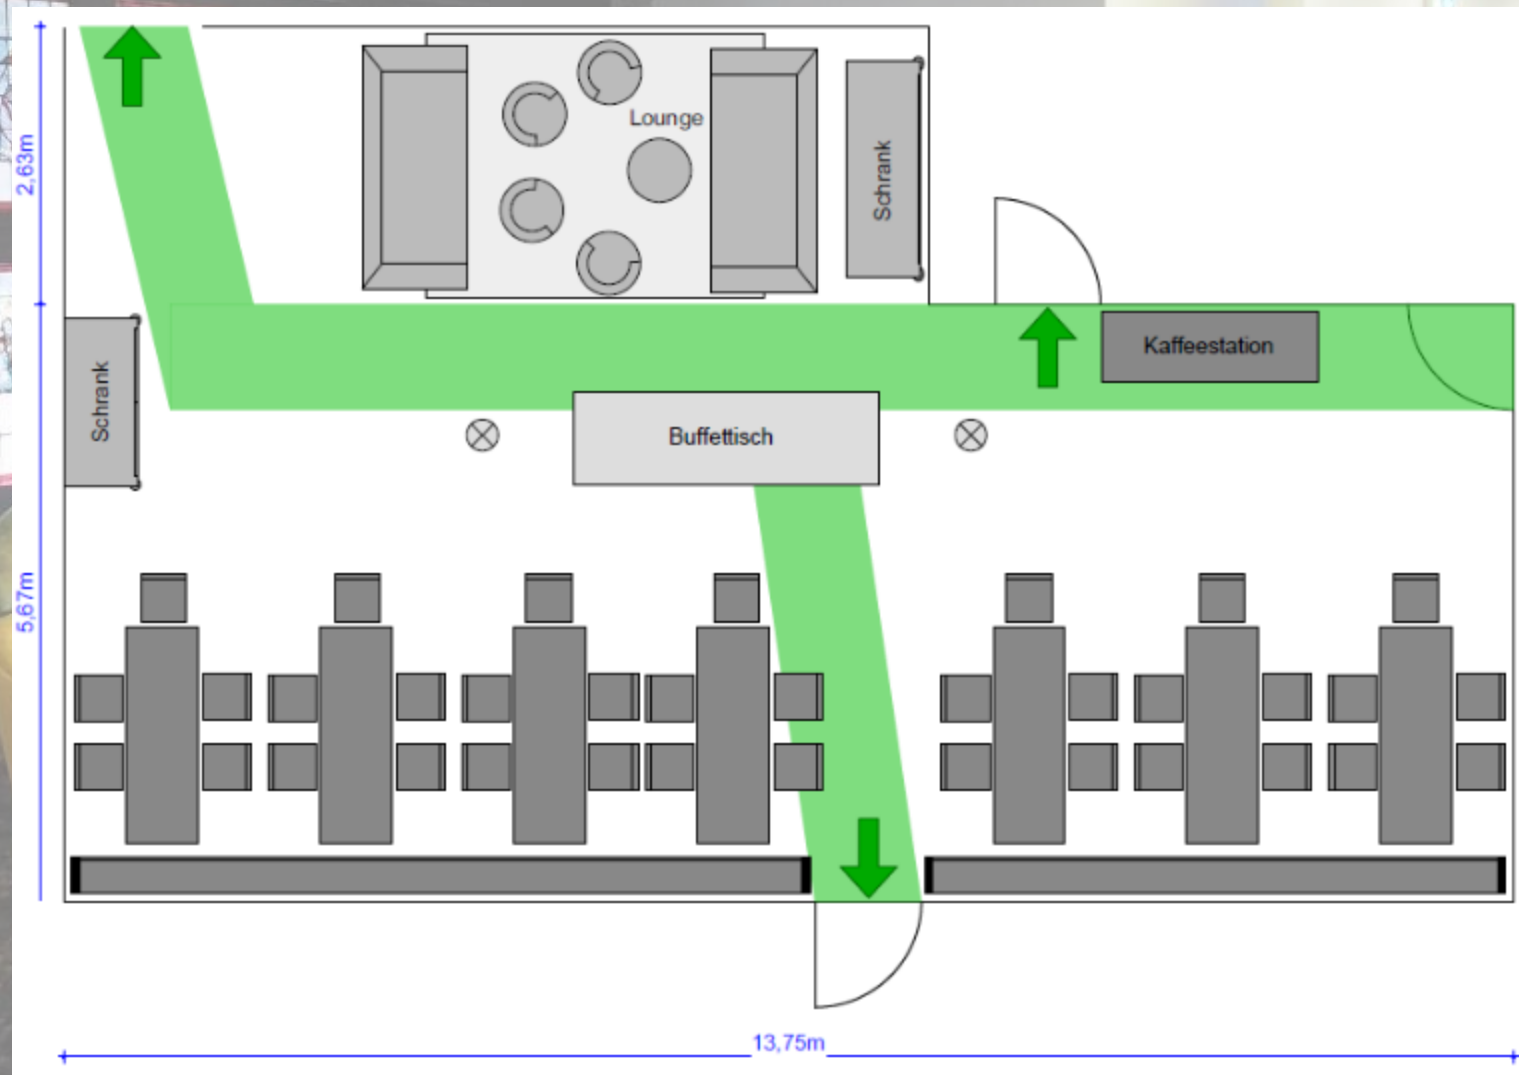 Lounge
Schrank
2,63m
Kaffeestation
Schrank
Buffettisch
5,67m
13,75m